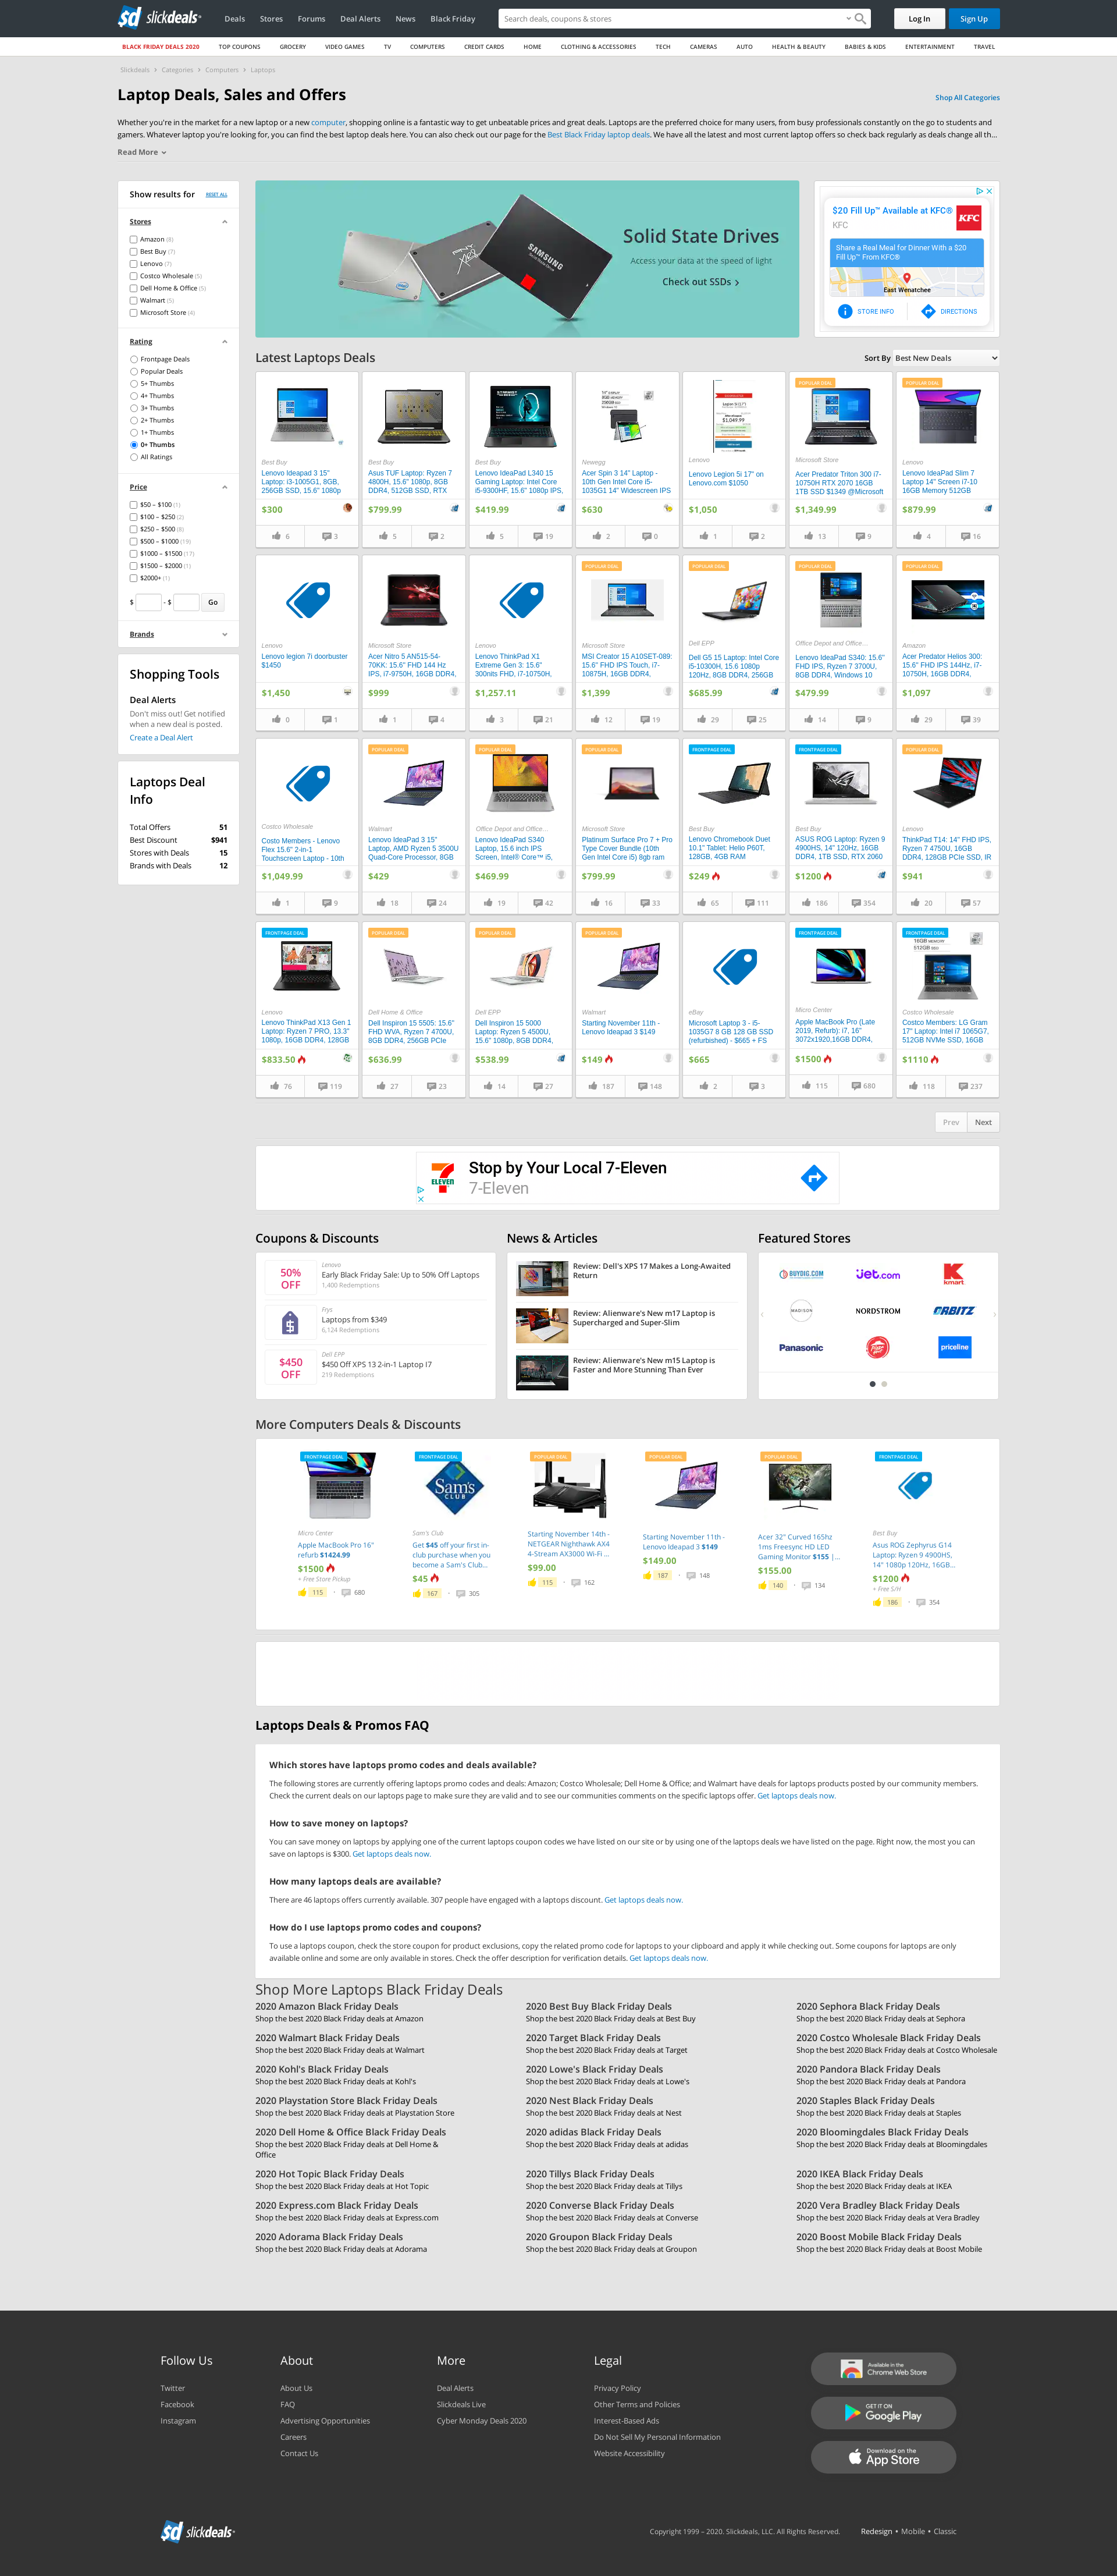 slickdeals
Deals
Stores
Forums
Deal Alerts
News
Black Friday
Search deals, coupons & stores
Log In
Sign Up
BLACK FRIDAY DEALS 2020
TOP COUPONS
GROCERY
VIDEO GAMES
TV
COMPUTERS
CREDIT CARDS
HOME
CLOTHING & ACCESSORIES
TECH
CAMERAS
AUTO
HEALTH & BEAUTY
BABIES & KIDS
ENTERTAINMENT
TRAVEL
Slickdeals › Categories › Computers › Laptops
Laptop Deals, Sales and Offers
Shop All Categories
Whether you're in the market for a new laptop or a new computer, shopping online is a fantastic way to get unbeatable prices and great deals. Laptops are the preferred choice for many users, from busy professionals constantly on the go to students and
gamers. Whatever laptop you're looking for, you can find the best laptop deals here. You can also check out our page for the Best Black Friday laptop deals. We have all the latest and most current laptop offers so check back regularly as deals change all th...
Read More
Show results for
RESET ALL
Stores
Amazon (8)
Best Buy (7)
Lenovo (7)
Costco Wholesale (5)
Dell Home & Office (5)
Walmart (5)
Microsoft Store (4)
Rating
Frontpage Deals
Popular Deals
5+ Thumbs
4+ Thumbs
3+ Thumbs
2+ Thumbs
1+ Thumbs
0+ Thumbs
All Ratings
Price
$50 – $100 (1)
$100 – $250 (2)
$250 – $500 (8)
$500 – $1000 (19)
$1000 – $1500 (17)
$1500 – $2000 (1)
$2000+ (1)
$ - $ Go
Brands
Shopping Tools
Deal Alerts
Don't miss out! Get notified
when a new deal is posted.
Create a Deal Alert
Laptops Deal
Info
Total Offers 51
Best Discount $941
Stores with Deals 15
Brands with Deals 12
Solid State Drives
Access your data at the speed of light
Check out SSDs
SAMSUNG
PNY
intel
$20 Fill Up™ Available at KFC®
KFC
Share a Real Meal for Dinner With a $20
Fill Up™ From KFC®
East Wenatchee
STORE INFO
DIRECTIONS
Latest Laptops Deals
Sort By Best New Deals
Best Buy
Lenovo Ideapad 3 15"
Laptop: i3-1005G1, 8GB,
256GB SSD, 15.6" 1080p
$300
6
3
Best Buy
Asus TUF Laptop: Ryzen 7
4800H, 15.6" 1080p, 8GB
DDR4, 512GB SSD, RTX
$799.99
5
2
Best Buy
Lenovo IdeaPad L340 15
Gaming Laptop: Intel Core
i5-9300HF, 15.6" 1080p IPS,
$419.99
5
19
Newegg
Acer Spin 3 14" Laptop -
10th Gen Intel Core i5-
1035G1 14" Widescreen IPS
$630
2
0
Lenovo
Lenovo Legion 5i 17" on
Lenovo.com $1050
$1,050
1
2
POPULAR DEAL
Microsoft Store
Acer Predator Triton 300 i7-
10750H RTX 2070 16GB
1TB SSD $1349 @Microsoft
$1,349.99
13
9
POPULAR DEAL
Lenovo
Lenovo IdeaPad Slim 7
Laptop 14" Screen i7-10
16GB Memory 512GB
$879.99
4
16
Lenovo
Lenovo legion 7i doorbuster
$1450
$1,450
0
1
Microsoft Store
Acer Nitro 5 AN515-54-
70KK: 15.6" FHD 144 Hz
IPS, i7-9750H, 16GB DDR4,
$999
1
4
Lenovo
Lenovo ThinkPad X1
Extreme Gen 3: 15.6"
300nits FHD, i7-10750H,
$1,257.11
3
21
POPULAR DEAL
Microsoft Store
MSI Creator 15 A10SET-089:
15.6" FHD IPS Touch, i7-
10875H, 16GB DDR4,
$1,399
12
19
POPULAR DEAL
Dell EPP
Dell G5 15 Laptop: Intel Core
i5-10300H, 15.6 1080p
120Hz, 8GB DDR4, 256GB
$685.99
29
25
POPULAR DEAL
Office Depot and Office...
Lenovo IdeaPad S340: 15.6"
FHD IPS, Ryzen 7 3700U,
8GB DDR4, Windows 10
$479.99
14
9
POPULAR DEAL
Amazon
Acer Predator Helios 300:
15.6" FHD IPS 144Hz, i7-
10750H, 16GB DDR4,
$1,097
29
39
Costco Wholesale
Costo Members - Lenovo
Flex 15.6" 2-in-1
Touchscreen Laptop - 10th
$1,049.99
1
9
POPULAR DEAL
Walmart
Lenovo IdeaPad 3 15"
Laptop, AMD Ryzen 5 3500U
Quad-Core Processor, 8GB
$429
18
24
POPULAR DEAL
Office Depot and Office...
Lenovo IdeaPad S340
Laptop, 15.6 inch IPS
Screen, Intel® Core™ i5,
$469.99
19
42
POPULAR DEAL
Microsoft Store
Platinum Surface Pro 7 + Pro
Type Cover Bundle (10th
Gen Intel Core i5) 8gb ram
$799.99
16
33
FRONTPAGE DEAL
Best Buy
Lenovo Chromebook Duet
10.1" Tablet: Helio P60T,
128GB, 4GB RAM
$249
65
111
FRONTPAGE DEAL
Best Buy
ASUS ROG Laptop: Ryzen 9
4900HS, 14" 120Hz, 16GB
DDR4, 1TB SSD, RTX 2060
$1200
186
354
POPULAR DEAL
Lenovo
ThinkPad T14: 14" FHD IPS,
Ryzen 7 4750U, 16GB
DDR4, 128GB PCIe SSD, IR
$941
20
57
FRONTPAGE DEAL
Lenovo
Lenovo ThinkPad X13 Gen 1
Laptop: Ryzen 7 PRO, 13.3"
1080p, 16GB DDR4, 128GB
$833.50
76
119
POPULAR DEAL
Dell Home & Office
Dell Inspiron 15 5505: 15.6"
FHD WVA, Ryzen 7 4700U,
8GB DDR4, 256GB PCIe
$636.99
27
23
POPULAR DEAL
Dell EPP
Dell Inspiron 15 5000
Laptop: Ryzen 5 4500U,
15.6" 1080p, 8GB DDR4,
$538.99
14
27
POPULAR DEAL
Walmart
Starting November 11th -
Lenovo Ideapad 3 $149
$149
187
148
eBay
Microsoft Laptop 3 - i5-
1035G7 8 GB 128 GB SSD
(refurbished) - $665 + FS
$665
2
3
FRONTPAGE DEAL
Micro Center
Apple MacBook Pro (Late
2019, Refurb): i7, 16"
3072x1920,16GB DDR4,
$1500
115
680
FRONTPAGE DEAL
Costco Wholesale
Costco Members: LG Gram
17" Laptop: Intel i7 1065G7,
512GB NVMe SSD, 16GB
$1110
118
237
Prev
Next
7-ELEVEN
Stop by Your Local 7-Eleven
7-Eleven
Coupons & Discounts
50%
OFF
Lenovo
Early Black Friday Sale: Up to 50% Off Laptops
1,400 Redemptions
Frys
Laptops from $349
6,124 Redemptions
$450
OFF
Dell EPP
$450 Off XPS 13 2-in-1 Laptop I7
219 Redemptions
News & Articles
Review: Dell's XPS 17 Makes a Long-Awaited
Return
Review: Alienware's New m17 Laptop is
Supercharged and Super-Slim
Review: Alienware's New m15 Laptop is
Faster and More Stunning Than Ever
Featured Stores
BUYDIG.COM
jet.com
kmart
MADISON
NORDSTROM
ORBITZ
Panasonic
Pizza Hut
priceline
More Computers Deals & Discounts
FRONTPAGE DEAL
Micro Center
Apple MacBook Pro 16"
refurb $1424.99
$1500
+ Free Store Pickup
115
680
FRONTPAGE DEAL
Sam's CLUB
Sam's Club
Get $45 off your first in-
club purchase when you
become a Sam's Club...
$45
167
305
POPULAR DEAL
Starting November 14th -
NETGEAR Nighthawk AX4
4-Stream AX3000 Wi-Fi ...
$99.00
115
162
POPULAR DEAL
Starting November 11th -
Lenovo Ideapad 3 $149
$149.00
187
148
POPULAR DEAL
Acer 32" Curved 165hz
1ms Freesync HD LED
Gaming Monitor $155 |...
$155.00
140
134
FRONTPAGE DEAL
Best Buy
Asus ROG Zephyrus G14
Laptop: Ryzen 9 4900HS,
14" 1080p 120Hz, 16GB...
$1200
+ Free S/H
186
354
Laptops Deals & Promos FAQ
Which stores have laptops promo codes and deals available?
The following stores are currently offering laptops promo codes and deals: Amazon; Costco Wholesale; Dell Home & Office; and Walmart have deals for laptops products posted by our community members.
Check the current deals on our laptops page to make sure they are valid and to see our communities comments on the specific laptops offer. Get laptops deals now.
How to save money on laptops?
You can save money on laptops by applying one of the current laptops coupon codes we have listed on our site or by using one of the laptops deals we have listed on the page. Right now, the most you can
save on laptops is $300. Get laptops deals now.
How many laptops deals are available?
There are 46 laptops offers currently available. 307 people have engaged with a laptops discount. Get laptops deals now.
How do I use laptops promo codes and coupons?
To use a laptops coupon, check the store coupon for product exclusions, copy the related promo code for laptops to your clipboard and apply it while checking out. Some coupons for laptops are only
available online and some are only available in stores. Check the offer description for verification details. Get laptops deals now.
Shop More Laptops Black Friday Deals
2020 Amazon Black Friday Deals
Shop the best 2020 Black Friday deals at Amazon
2020 Best Buy Black Friday Deals
Shop the best 2020 Black Friday deals at Best Buy
2020 Sephora Black Friday Deals
Shop the best 2020 Black Friday deals at Sephora
2020 Walmart Black Friday Deals
Shop the best 2020 Black Friday deals at Walmart
2020 Target Black Friday Deals
Shop the best 2020 Black Friday deals at Target
2020 Costco Wholesale Black Friday Deals
Shop the best 2020 Black Friday deals at Costco Wholesale
2020 Kohl's Black Friday Deals
Shop the best 2020 Black Friday deals at Kohl's
2020 Lowe's Black Friday Deals
Shop the best 2020 Black Friday deals at Lowe's
2020 Pandora Black Friday Deals
Shop the best 2020 Black Friday deals at Pandora
2020 Playstation Store Black Friday Deals
Shop the best 2020 Black Friday deals at Playstation Store
2020 Nest Black Friday Deals
Shop the best 2020 Black Friday deals at Nest
2020 Staples Black Friday Deals
Shop the best 2020 Black Friday deals at Staples
2020 Dell Home & Office Black Friday Deals
Shop the best 2020 Black Friday deals at Dell Home &
Office
2020 adidas Black Friday Deals
Shop the best 2020 Black Friday deals at adidas
2020 Bloomingdales Black Friday Deals
Shop the best 2020 Black Friday deals at Bloomingdales
2020 Hot Topic Black Friday Deals
Shop the best 2020 Black Friday deals at Hot Topic
2020 Tillys Black Friday Deals
Shop the best 2020 Black Friday deals at Tillys
2020 IKEA Black Friday Deals
Shop the best 2020 Black Friday deals at IKEA
2020 Express.com Black Friday Deals
Shop the best 2020 Black Friday deals at Express.com
2020 Converse Black Friday Deals
Shop the best 2020 Black Friday deals at Converse
2020 Vera Bradley Black Friday Deals
Shop the best 2020 Black Friday deals at Vera Bradley
2020 Adorama Black Friday Deals
Shop the best 2020 Black Friday deals at Adorama
2020 Groupon Black Friday Deals
Shop the best 2020 Black Friday deals at Groupon
2020 Boost Mobile Black Friday Deals
Shop the best 2020 Black Friday deals at Boost Mobile
Follow Us
Twitter
Facebook
Instagram
About
About Us
FAQ
Advertising Opportunities
Careers
Contact Us
More
Deal Alerts
Slickdeals Live
Cyber Monday Deals 2020
Legal
Privacy Policy
Other Terms and Policies
Interest-Based Ads
Do Not Sell My Personal Information
Website Accessibility
Available in the
Chrome Web Store
GET IT ON
Google Play
Download on the
App Store
slickdeals
Copyright 1999 – 2020. Slickdeals, LLC. All Rights Reserved.
Redesign • Mobile • Classic